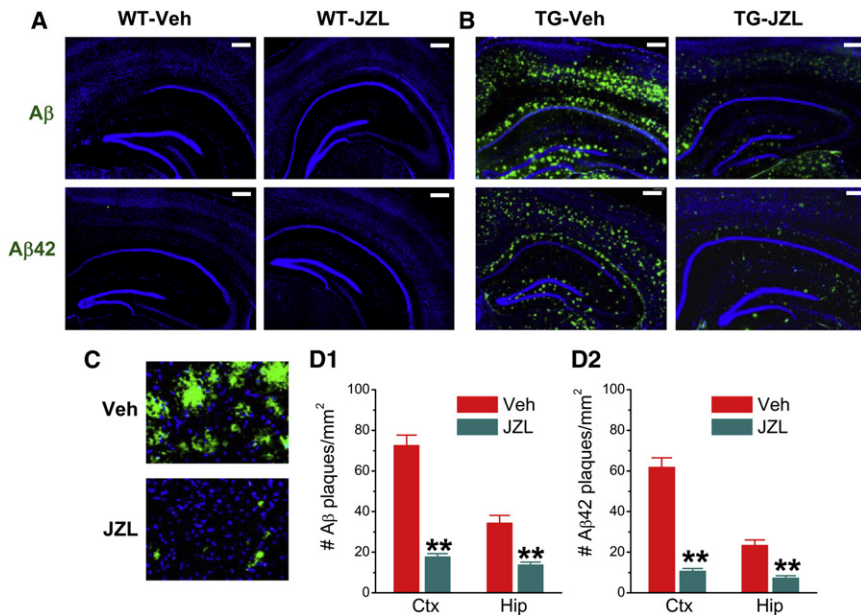 A WT-Veh WT-JZL B TG-Veh TG-JZL
Aβ
Aβ42
C
Veh
JZL
D1
# Aβ plaques/mm²
100
80
60
40
20
0
Veh
JZL
**
**
Ctx Hip
D2
# Aβ42 plaques/mm²
100
80
60
40
20
0
Veh
JZL
**
**
Ctx Hip